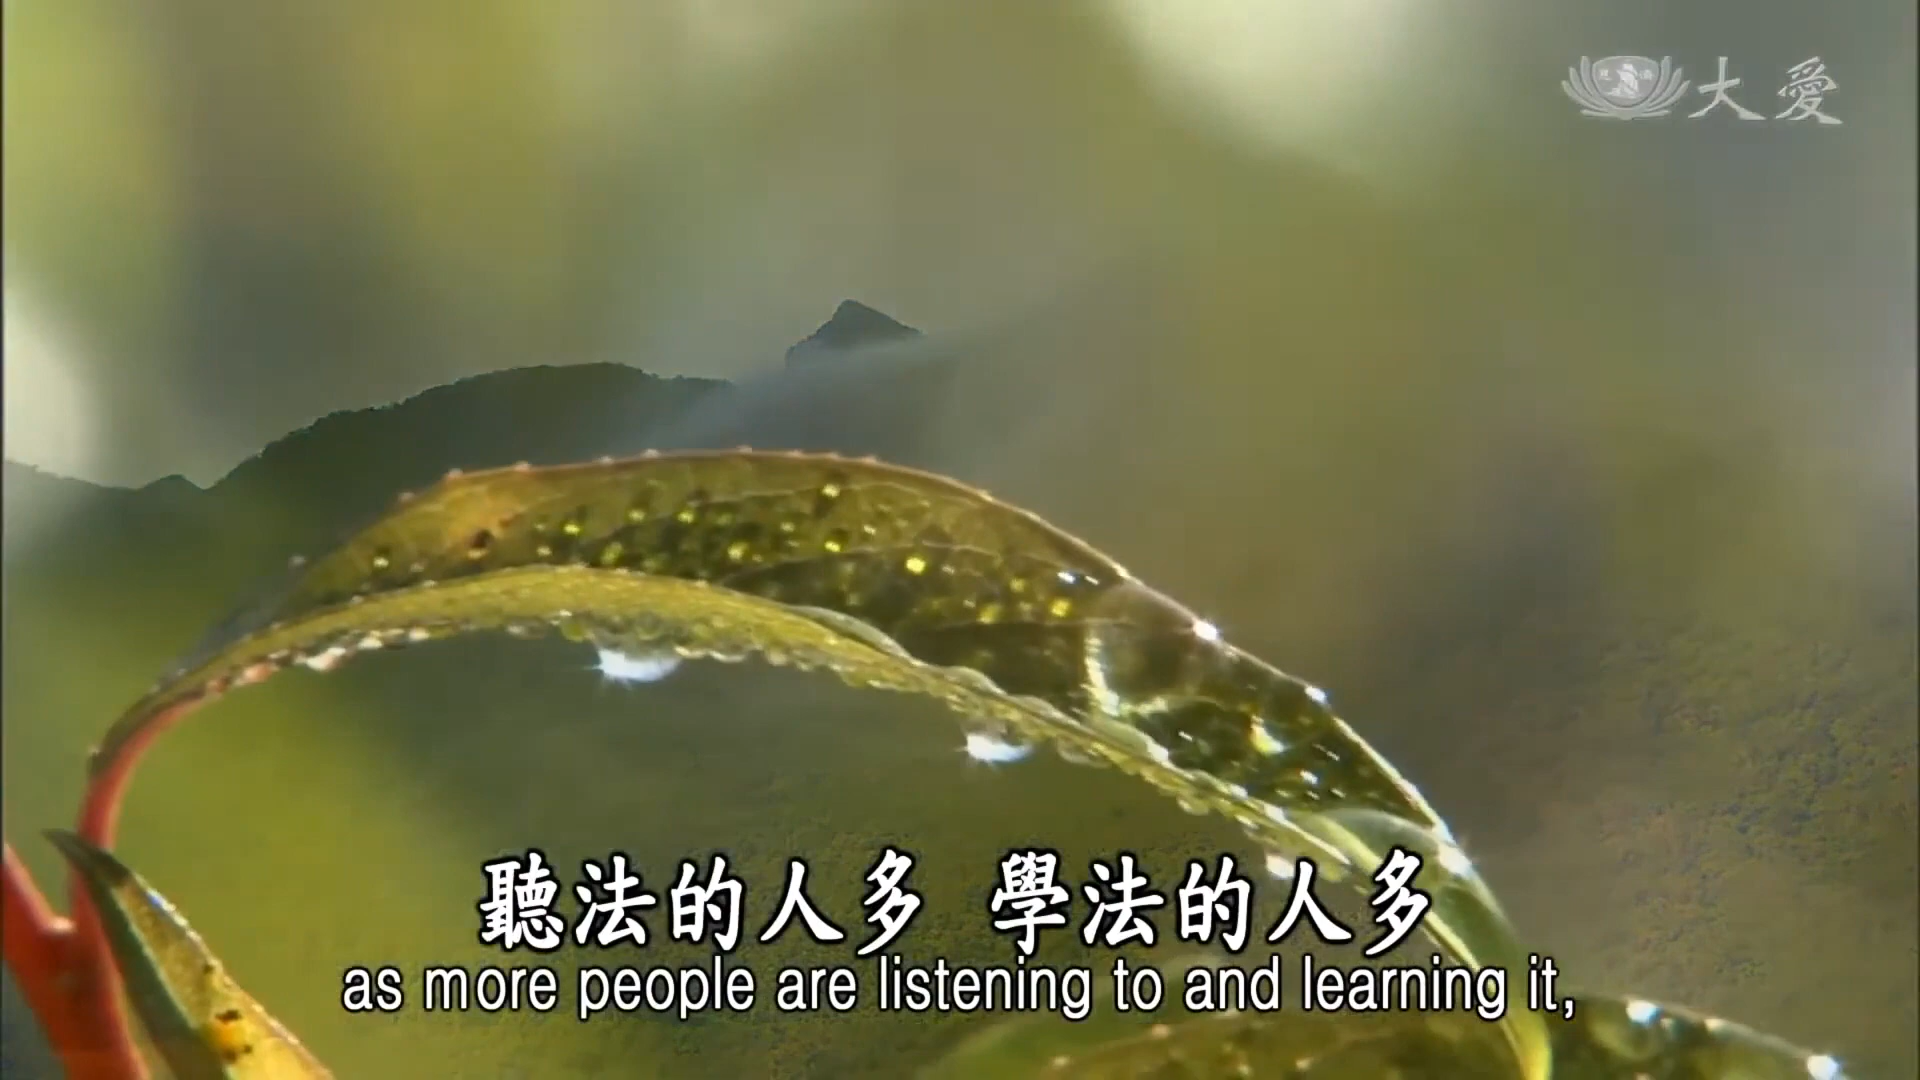 大愛
聽法的人多 學法的人多
as more people are listening to and learning it,